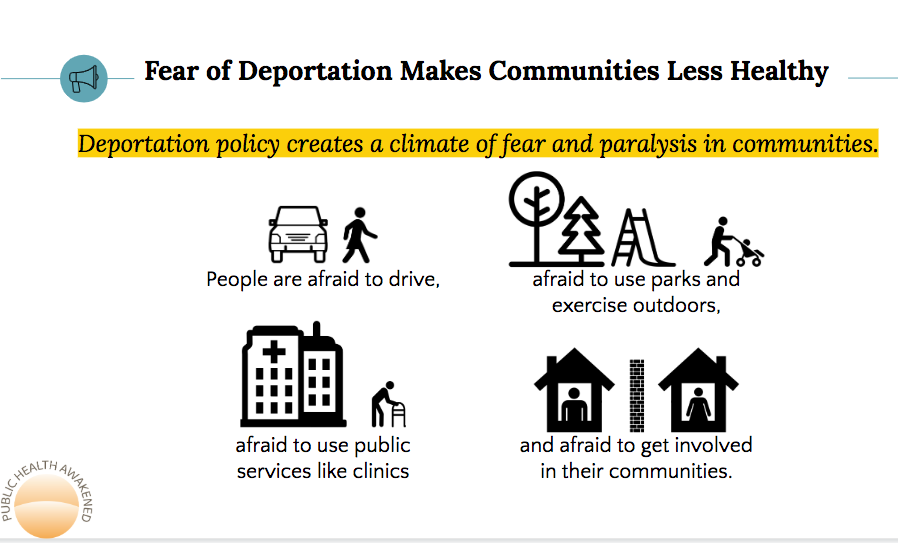 Fear of Deportation Makes Communities Less Healthy
Deportation policy creates a climate of fear and paralysis in communities.
People are afraid to drive,
afraid to use parks and
exercise outdoors,
afraid to use public
services like clinics
and afraid to get involved
in their communities.
PUBLIC HEALTH AWAKENED